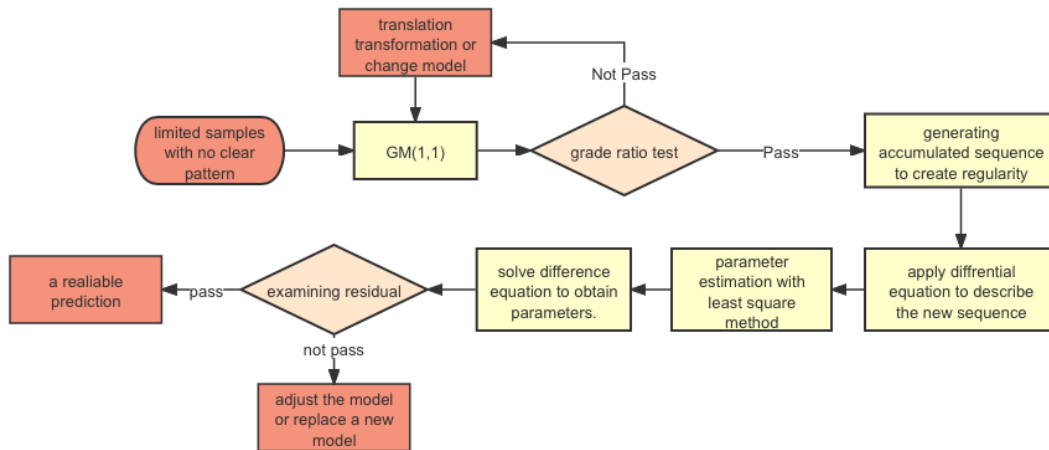 translation
transformation or
change model
Not Pass
limited samples
with no clear
pattern
GM(1,1)
grade ratio test
Pass
generating
accumulated sequence
to create regularity
a realiable
prediction
pass
examining residual
solve difference
equation to obtain
parameters.
parameter
estimation with
least square
method
apply diffrential
equation to describe
the new sequence
not pass
adjust the model
or replace a new
model